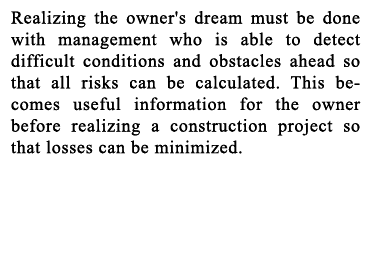 Realizing the owner's dream must be done
with management who is able to detect
difficult conditions and obstacles ahead so
that all risks can be calculated. This be-
comes useful information for the owner
before realizing a construction project so
that losses can be minimized.